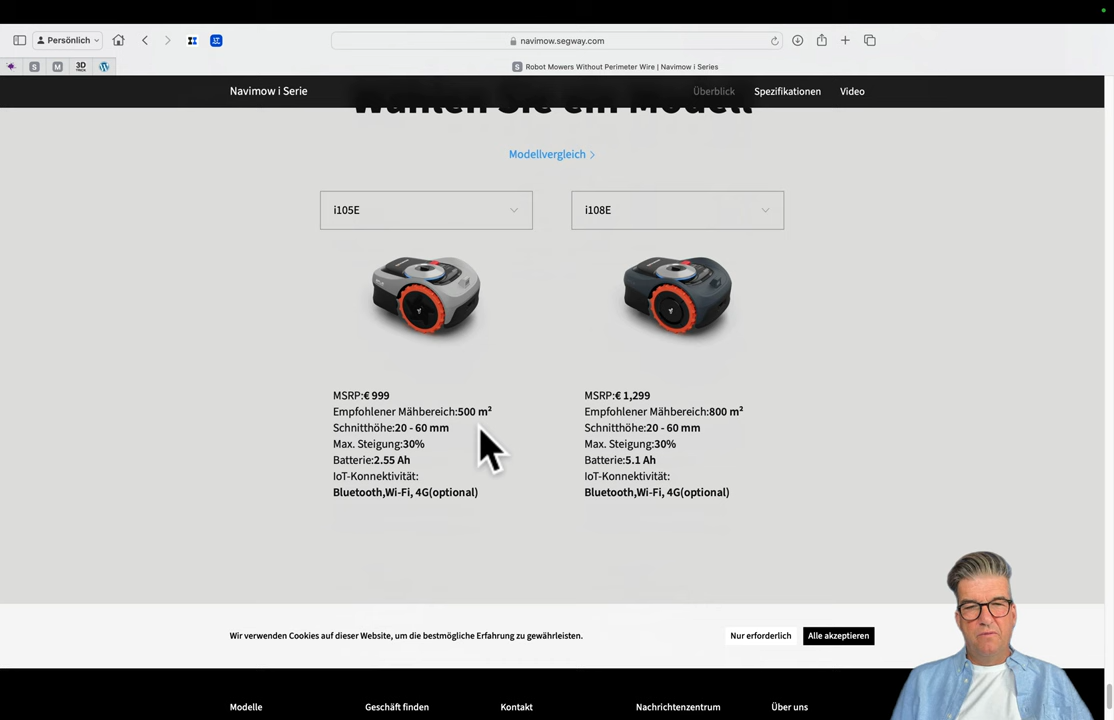 Persönlich
navimow.segway.com
S
M
3D
Robot Mowers Without Perimeter Wire | Navimow i Series
Navimow i Serie
Überblick
Spezifikationen
Video
Wählen Sie ein Modell
Modellvergleich
i105E
i108E
MSRP:€ 999
Empfohlener Mähbereich:500 m²
Schnitthöhe:20 - 60 mm
Max. Steigung:30%
Batterie:2.55 Ah
IoT-Konnektivität:
Bluetooth,Wi-Fi, 4G(optional)
MSRP:€ 1,299
Empfohlener Mähbereich:800 m²
Schnitthöhe:20 - 60 mm
Max. Steigung:30%
Batterie:5.1 Ah
IoT-Konnektivität:
Bluetooth,Wi-Fi, 4G(optional)
Wir verwenden Cookies auf dieser Website, um die bestmögliche Erfahrung zu gewährleisten.
Nur erforderlich
Alle akzeptieren
Modelle
Geschäft finden
Kontakt
Nachrichtenzentrum
Über uns